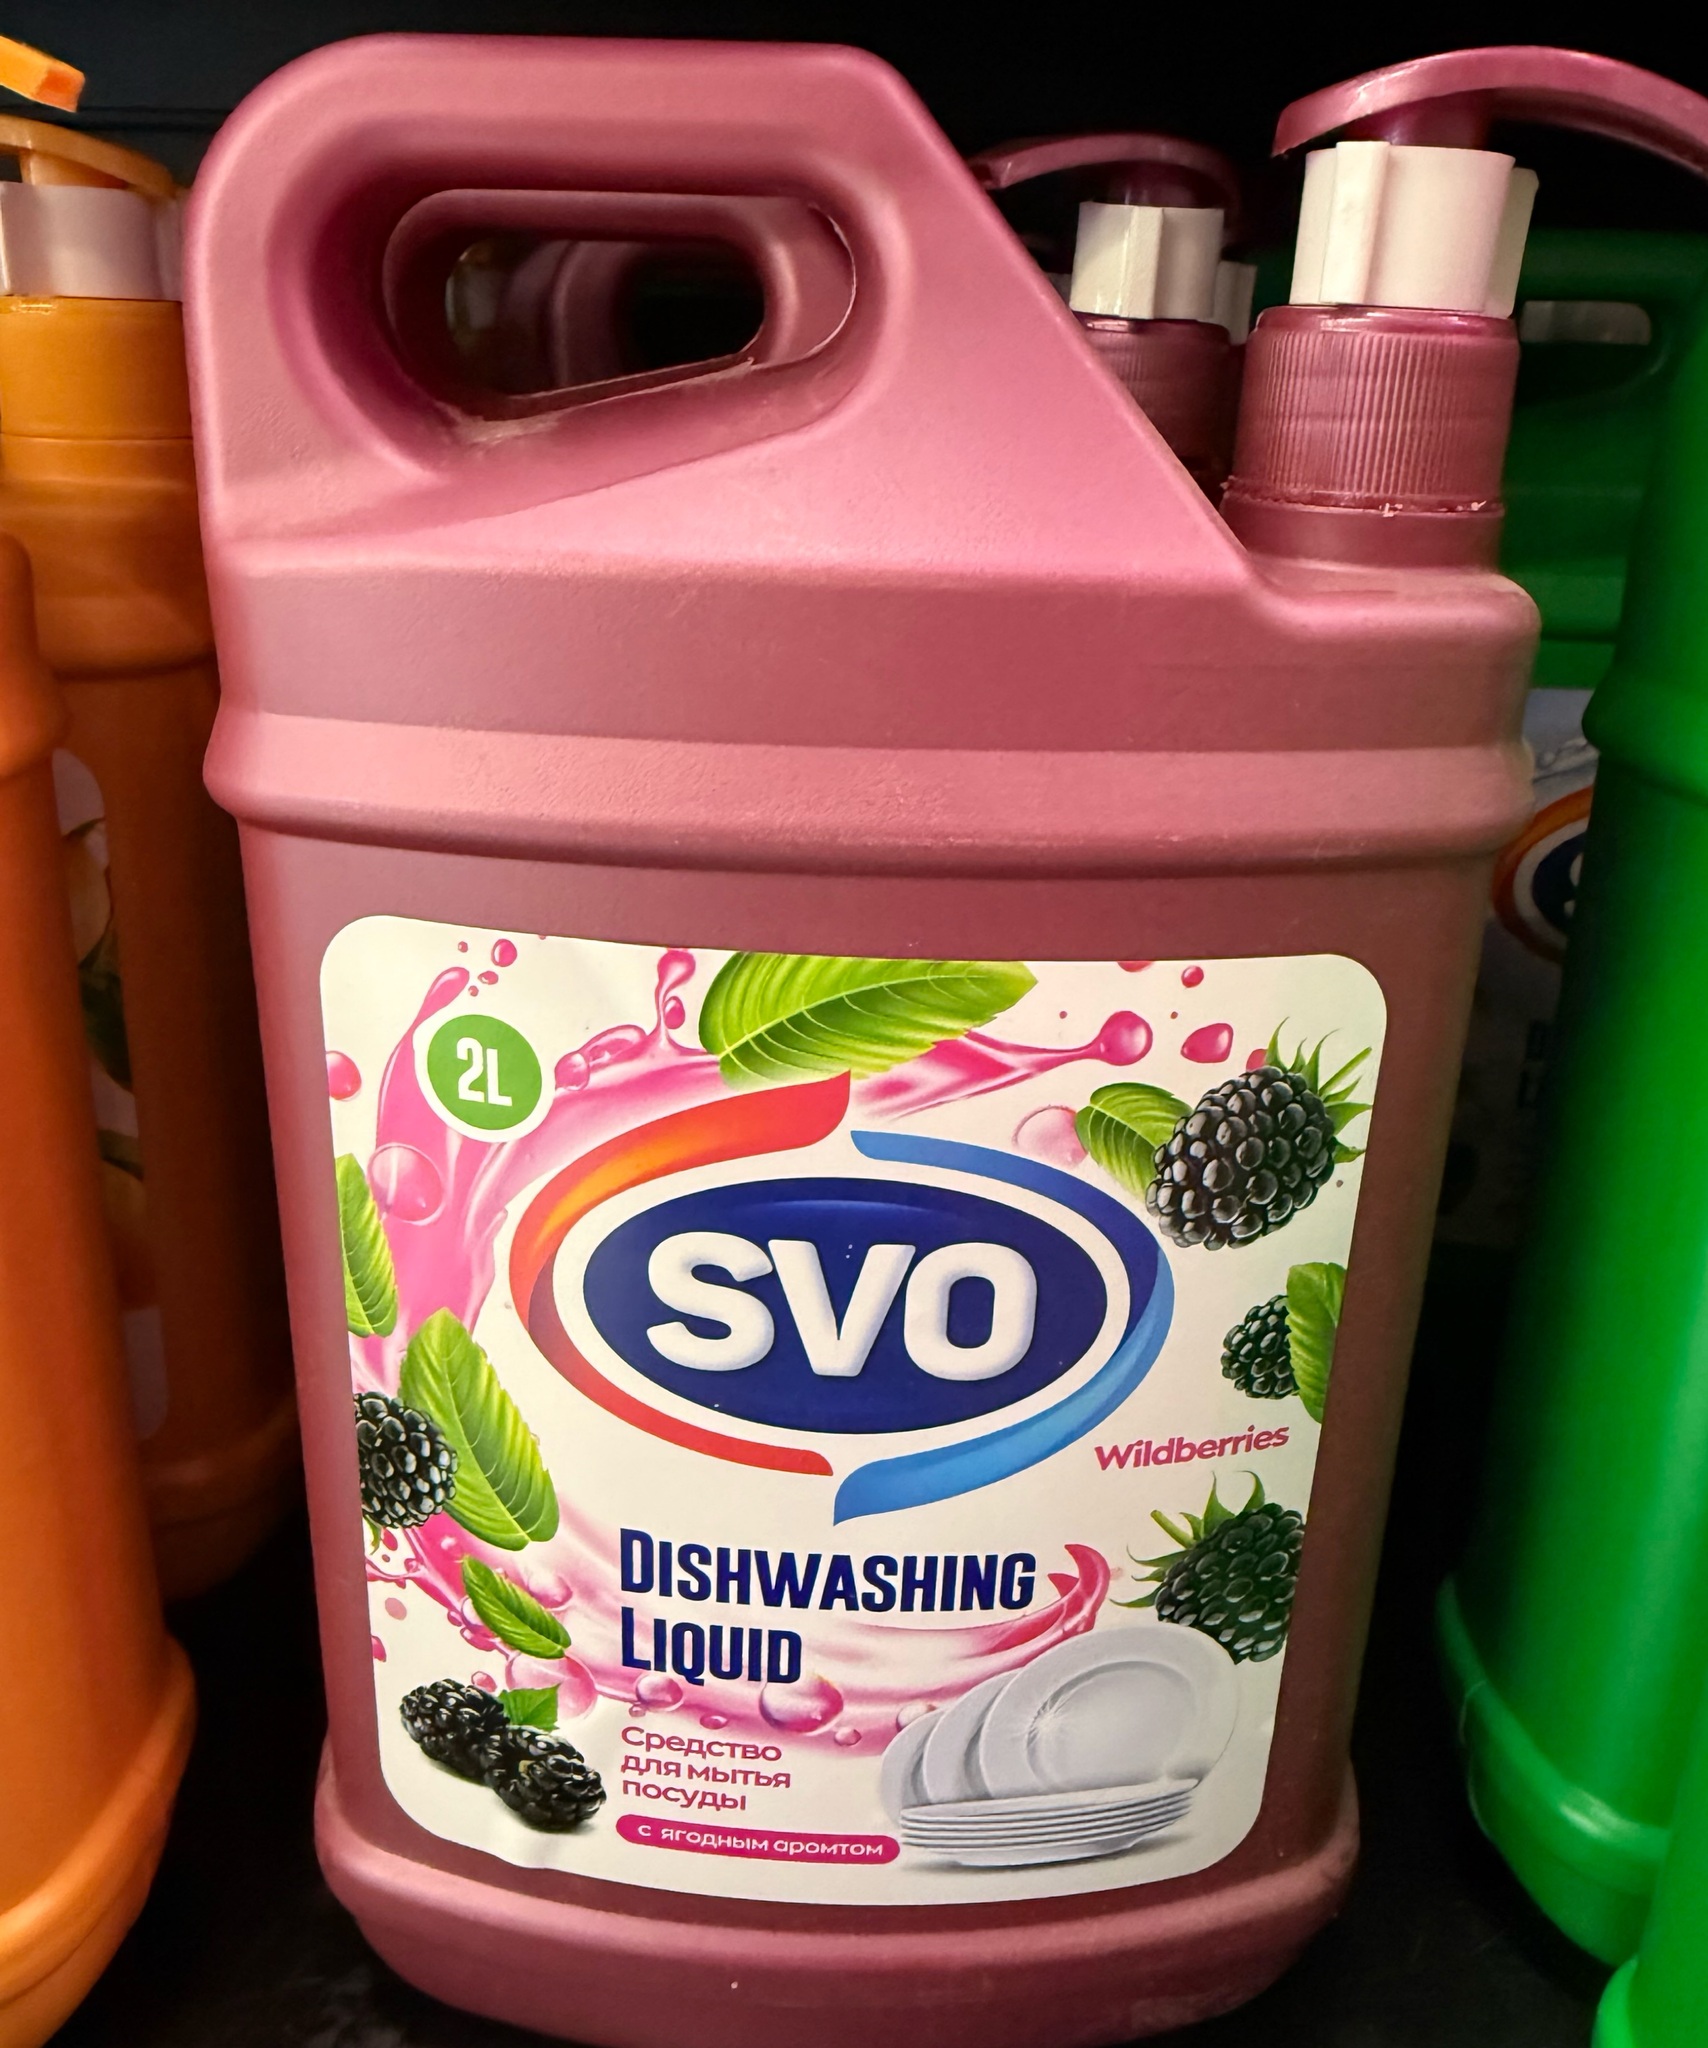 2L
SVO
Wildberries
DISHWASHING
LIQUID
Средство
для мытья
посуды
с ягодным аромтом